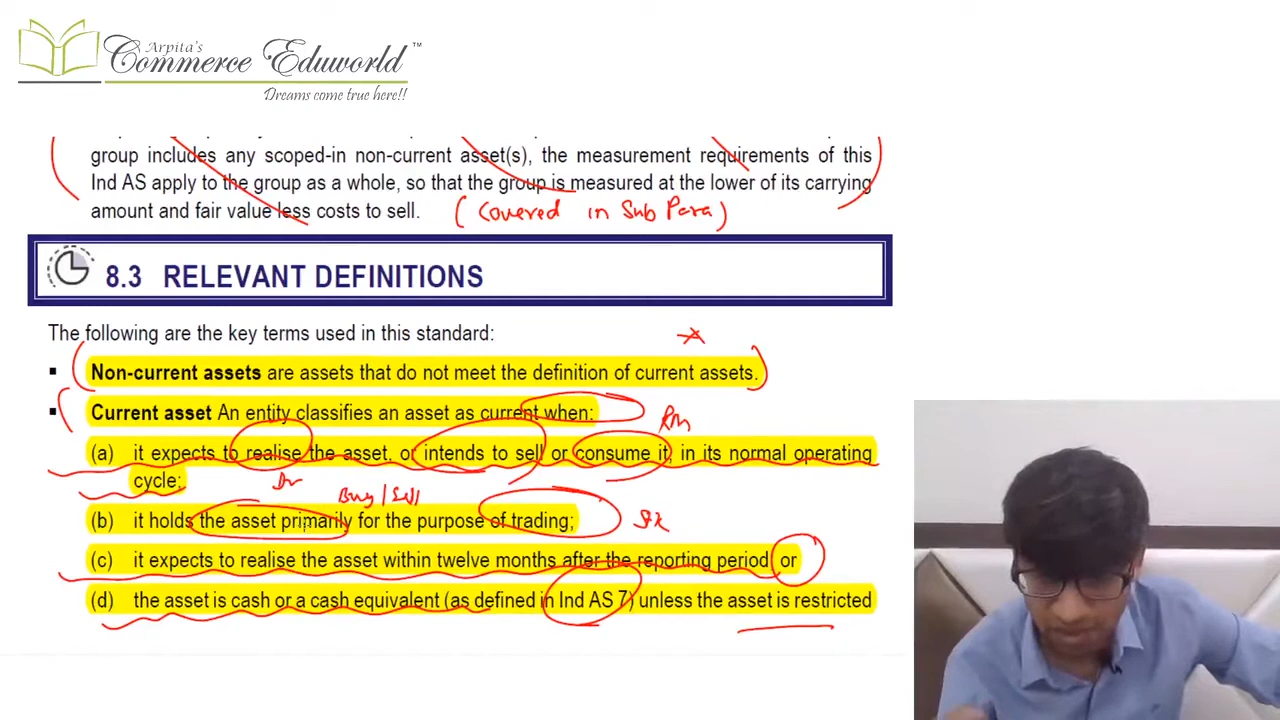 Arpita's
Commerce Eduworld™
Dreams come true here!!
group includes any scoped-in non-current asset(s), the measurement requirements of this
Ind AS apply to the group as a whole, so that the group is measured at the lower of its carrying
amount and fair value less costs to sell. (Covered in Sub Para)
8.3 RELEVANT DEFINITIONS
The following are the key terms used in this standard:
▪ Non-current assets are assets that do not meet the definition of current assets.
▪ Current asset An entity classifies an asset as current when:
RM
(a) it expects to realise the asset, or intends to sell or consume it, in its normal operating
cycle;
Dr
Buy/Sell
(b) it holds the asset primarily for the purpose of trading;
(c) it expects to realise the asset within twelve months after the reporting period or
(d) the asset is cash or a cash equivalent (as defined in Ind AS 7) unless the asset is restricted